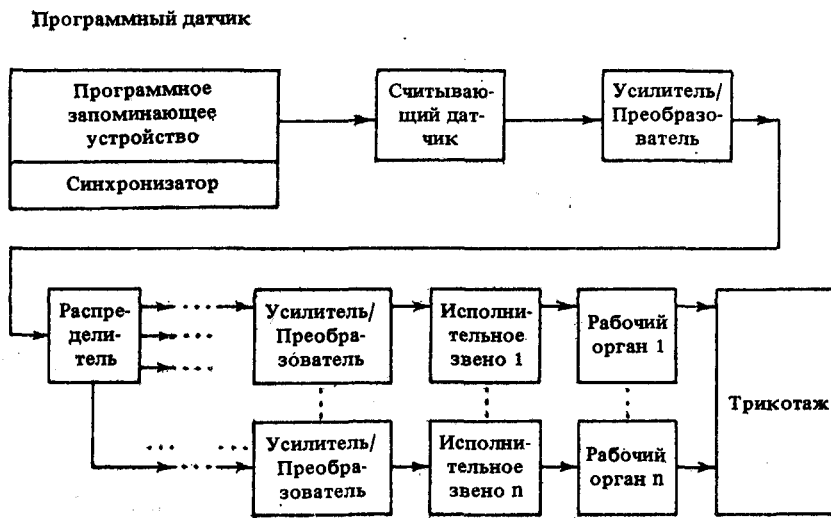 Программный датчик
Программное
запоминающее
устройство
Синхронизатор
Считываю-
щий дат-
чик
Усилитель/
Преобразо-
ватель
Распре-
дели-
тель
Усилитель/
Преобра-
зователь
Исполни-
тельное
звено 1
Рабочий
орган 1
Трикотаж
Усилитель/
Преобра-
зователь
Исполни-
тельное
звено n
Рабочий
орган n